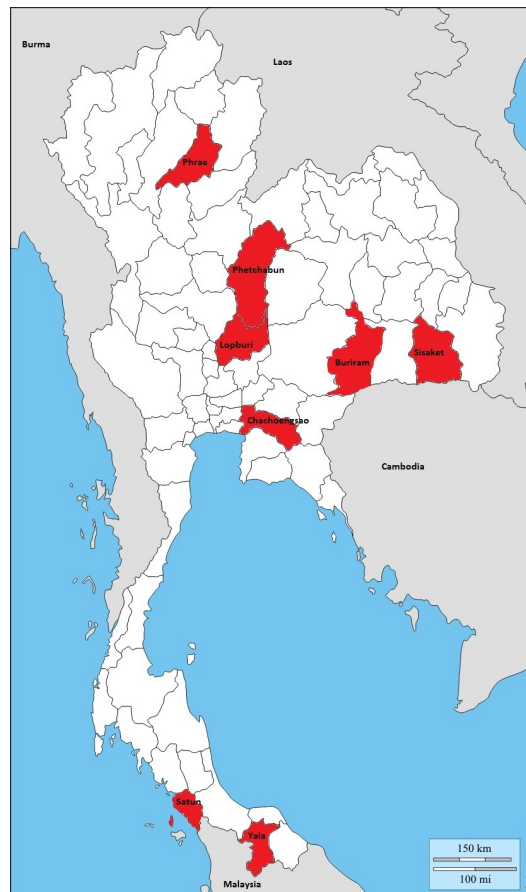 Burma
Laos
Phrae
Phetchabun
Lopburi
Buriram
Sisaket
Chachoengsao
Cambodia
Satun
Yala
Malaysia
150 km
100 mi